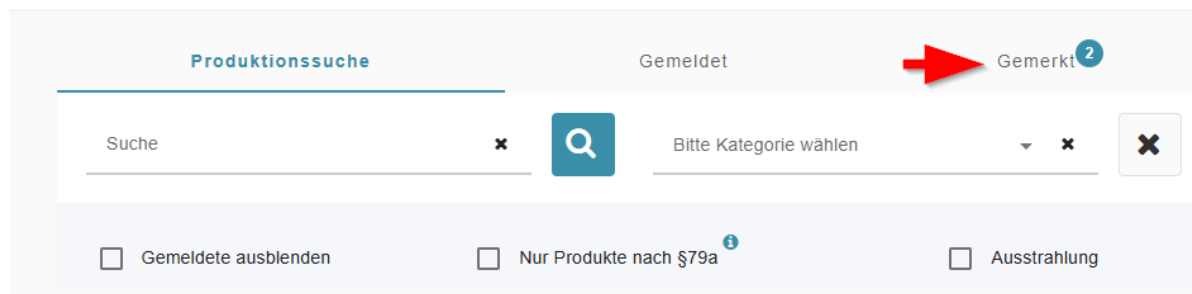 Produktionssuche Gemeldet Gemerkt 2
Suche Bitte Kategorie wählen
Gemeldete ausblenden Nur Produkte nach §79a Ausstrahlung